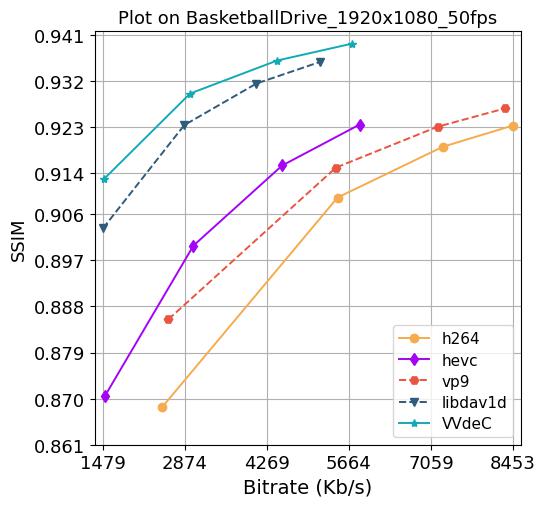 Plot on BasketballDrive_1920x1080_50fps
SSIM
0.941
0.932
0.923
0.914
0.906
0.897
0.888
0.879
0.870
0.861
h264
hevc
vp9
libdav1d
VVdeC
1479 2874 4269 5664 7059 8453
Bitrate (Kb/s)